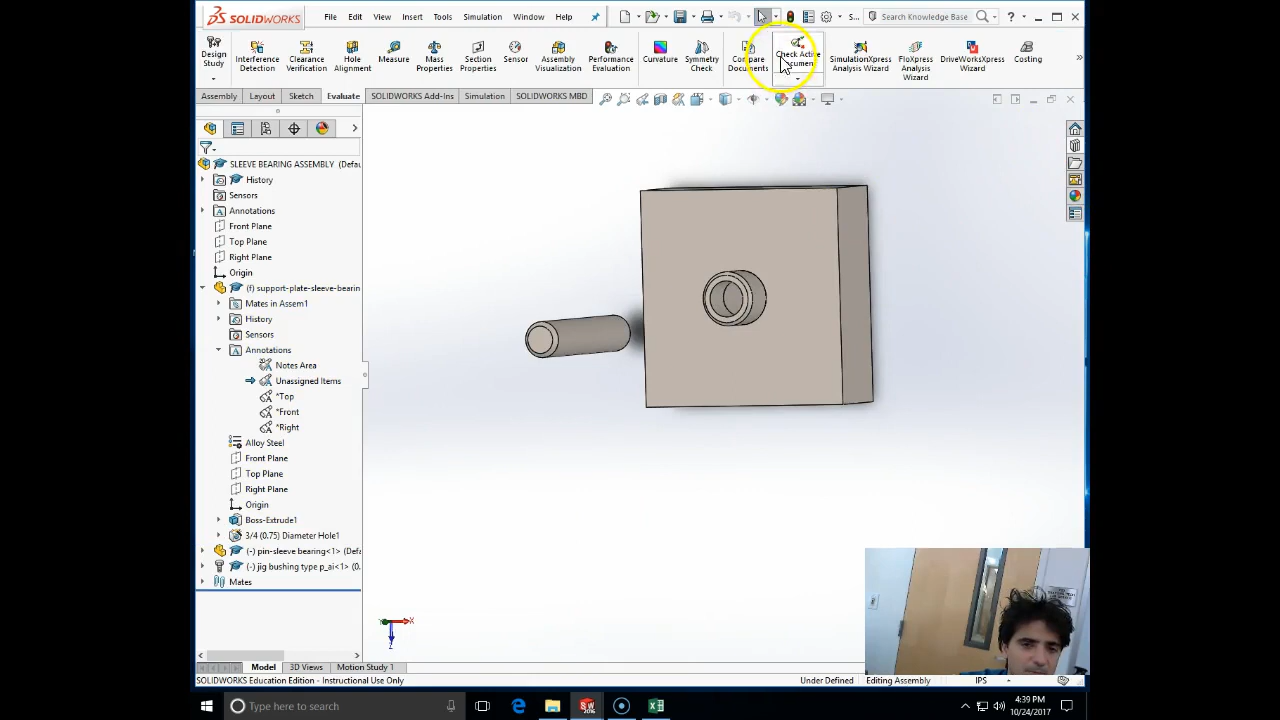 SOLIDWORKS File Edit View Insert Tools Simulation Window Help S... Search Knowledge Base ?
Design Study Interference Detection Clearance Verification Hole Alignment Measure Mass Properties Section Properties Sensor Assembly Visualization Performance Evaluation Curvature Symmetry Check Compare Documents Check Active Document SimulationXpress Analysis Wizard FloXpress Analysis Wizard DriveWorksXpress Wizard Costing
Assembly Layout Sketch Evaluate SOLIDWORKS Add-Ins Simulation SOLIDWORKS MBD
SLEEVE BEARING ASSEMBLY (Defau
History
Sensors
Annotations
Front Plane
Top Plane
Right Plane
Origin
(f) support-plate-sleeve-bearin
Mates in Assem1
History
Sensors
Annotations
Notes Area
Unassigned Items
*Top
*Front
*Right
Alloy Steel
Front Plane
Top Plane
Right Plane
Origin
Boss-Extrude1
3/4 (0.75) Diameter Hole1
(-) pin-sleeve bearing<1> (Defa
(-) jig bushing type p_ai<1> (0.
Mates
X
Z
Model 3D Views Motion Study 1
SOLIDWORKS Education Edition - Instructional Use Only Under Defined Editing Assembly IPS
Type here to search
SW
2016
4:39 PM
10/24/2017